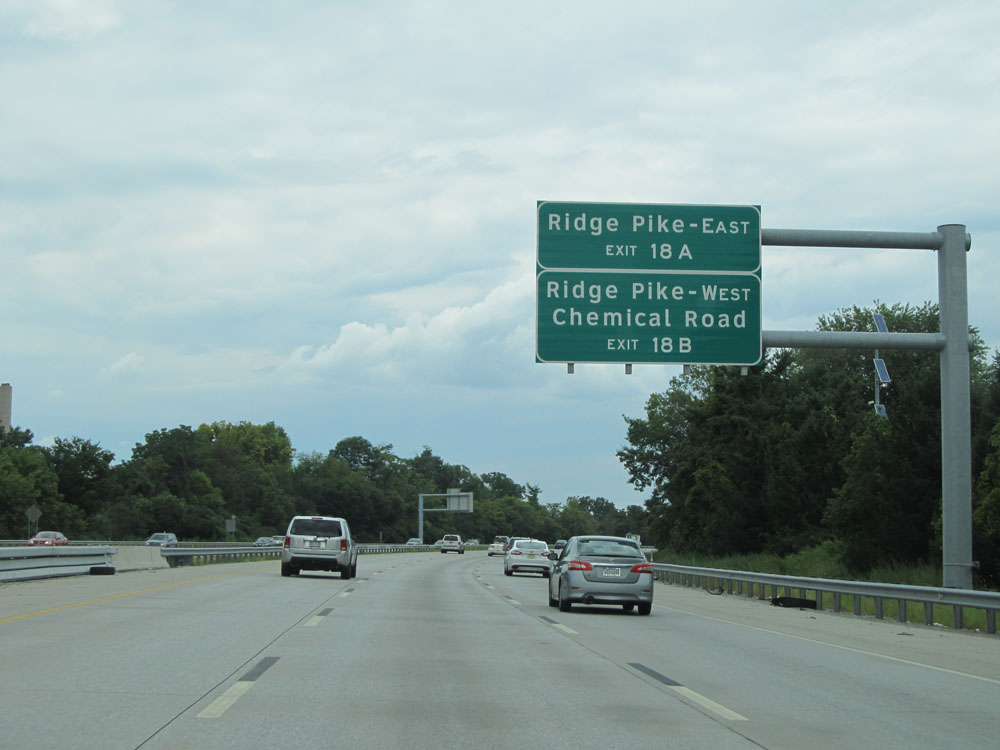 Ridge Pike-EAST
EXIT 18 A
Ridge Pike-WEST
Chemical Road
EXIT 18 B